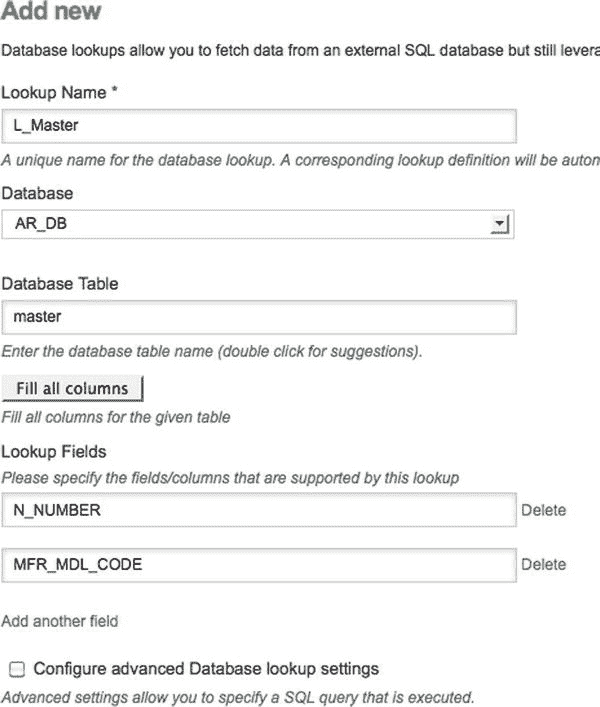 Add new
Database lookups allow you to fetch data from an external SQL database but still levera
Lookup Name *
L_Master
A unique name for the database lookup. A corresponding lookup definition will be auton
Database
AR_DB
Database Table
master
Enter the database table name (double click for suggestions).
Fill all columns
Fill all columns for the given table
Lookup Fields
Please specify the fields/columns that are supported by this lookup
N_NUMBER Delete
MFR_MDL_CODE Delete
Add another field
Configure advanced Database lookup settings
Advanced settings allow you to specify a SQL query that is executed.